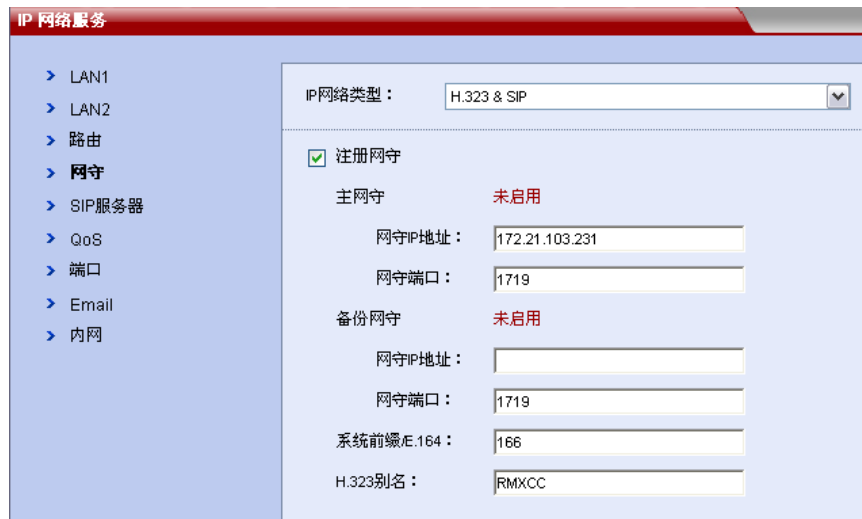 IP 网络服务
LAN1
LAN2
路由
网守
SIP服务器
QoS
端口
Email
内网
IP网络类型： H.323 & SIP
注册网守
主网守 未启用
网守IP地址： 172.21.103.231
网守端口： 1719
备份网守 未启用
网守IP地址：
网守端口： 1719
系统前缀/E.164： 166
H.323别名： RMXCC